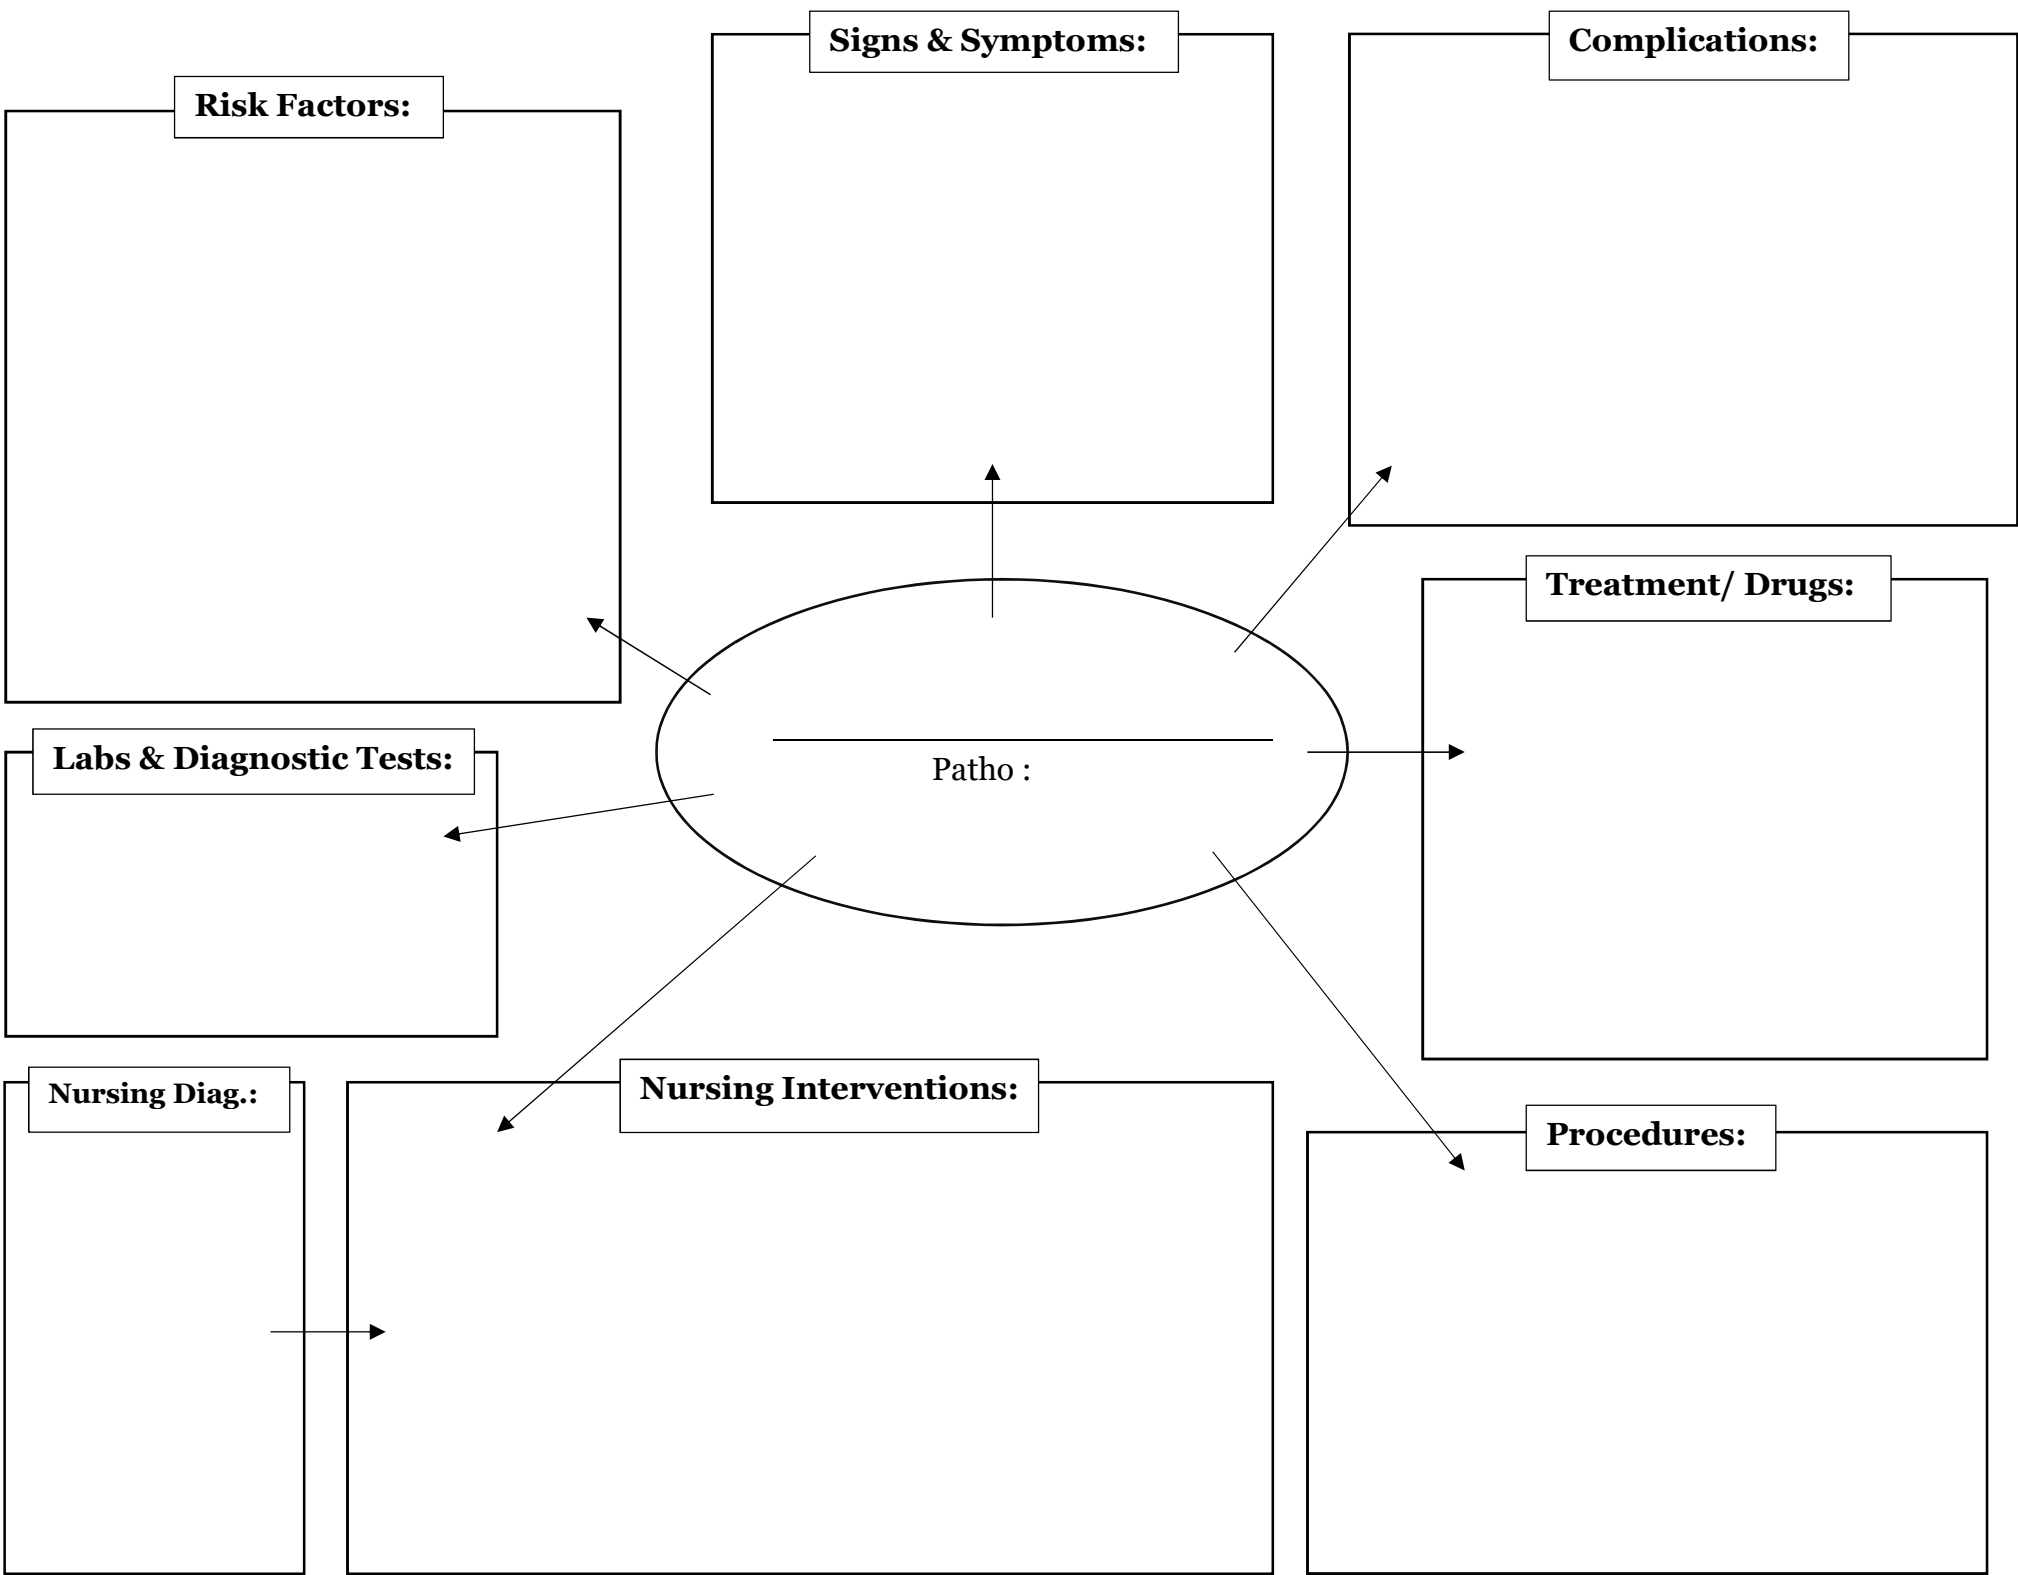 Signs & Symptoms:
Complications:
Risk Factors:
Treatment/ Drugs:
Labs & Diagnostic Tests:
Patho :
Nursing Diag.:
Nursing Interventions:
Procedures: